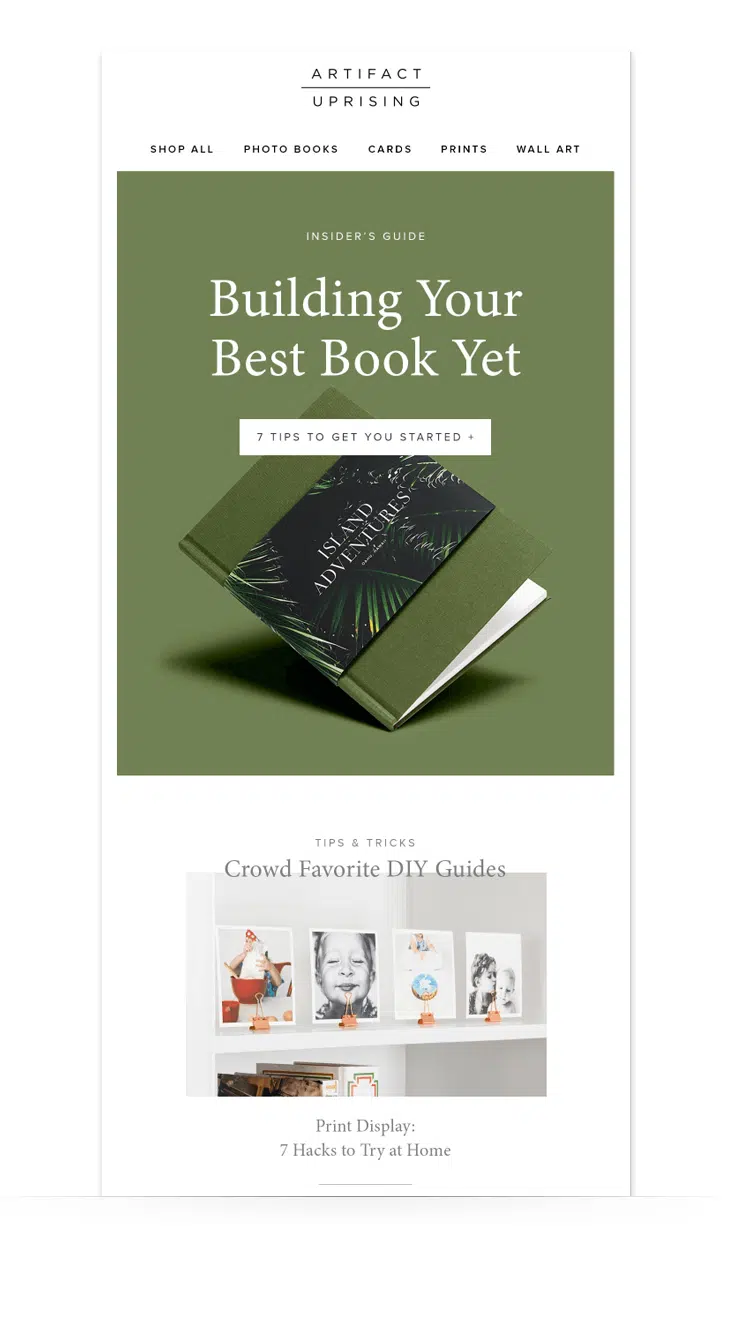 ARTIFACT
UPRISING
SHOP ALL PHOTO BOOKS CARDS PRINTS WALL ART
INSIDER'S GUIDE
Building Your
Best Book Yet
7 TIPS TO GET YOU STARTED +
ISLAND
ADVENTURES
TIPS & TRICKS
Crowd Favorite DIY Guides
Print Display:
7 Hacks to Try at Home